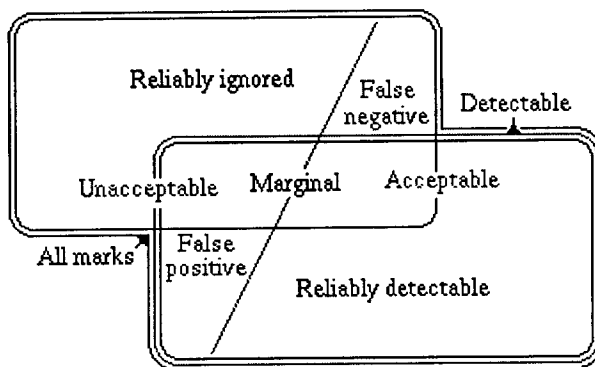 Reliably ignored
False
negative
Detectable
Unacceptable
Marginal
Acceptable
All marks
False
positive
Reliably detectable